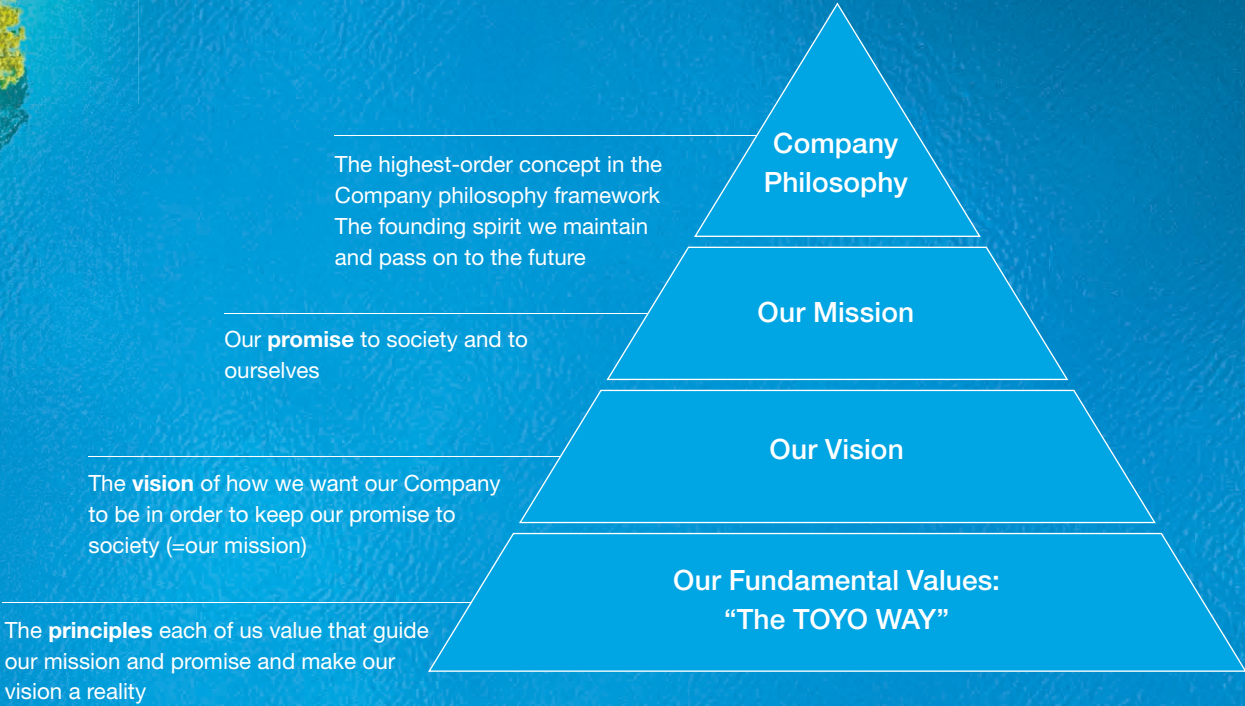 Company
Philosophy
The highest-order concept in the
Company philosophy framework
The founding spirit we maintain
and pass on to the future
Our Mission
Our promise to society and to
ourselves
Our Vision
The vision of how we want our Company
to be in order to keep our promise to
society (=our mission)
Our Fundamental Values:
“The TOYO WAY”
The principles each of us value that guide
our mission and promise and make our
vision a reality